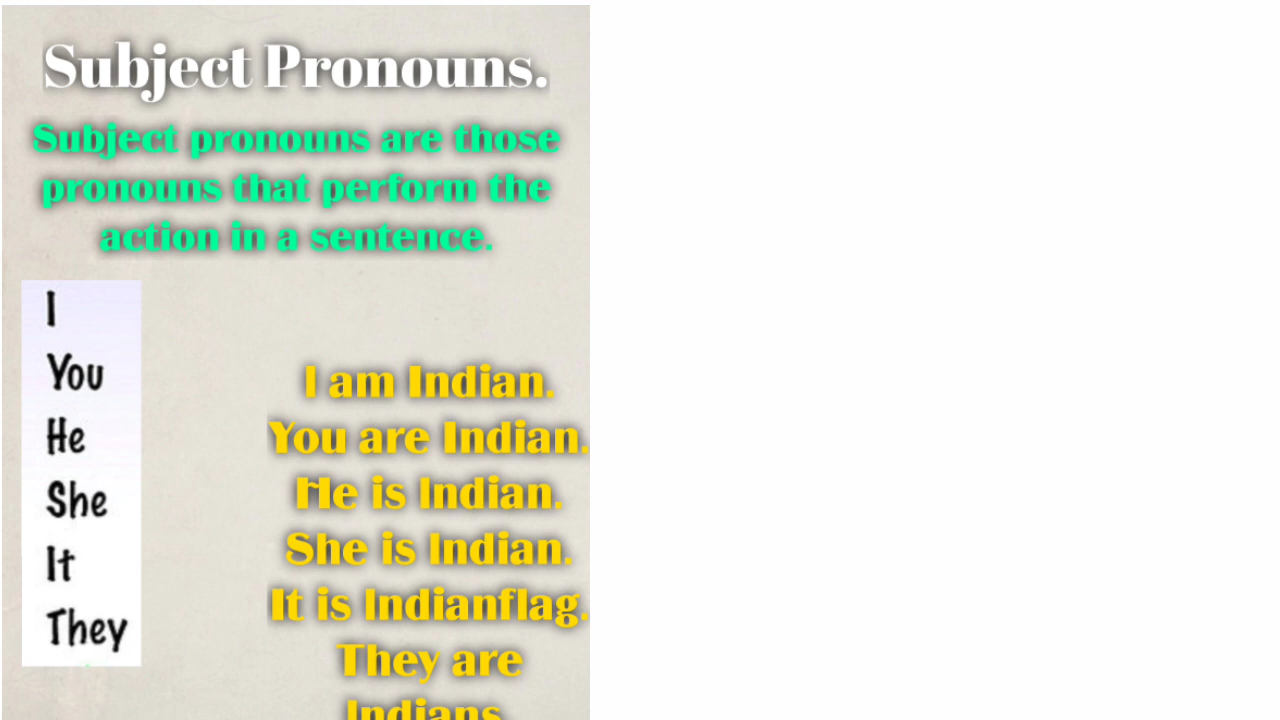 Subject Pronouns.
Subject pronouns are those
pronouns that perform the
action in a sentence.
I
You
He
She
It
They
I am Indian.
You are Indian.
He is Indian.
She is Indian.
It is Indianflag.
They are
Indians